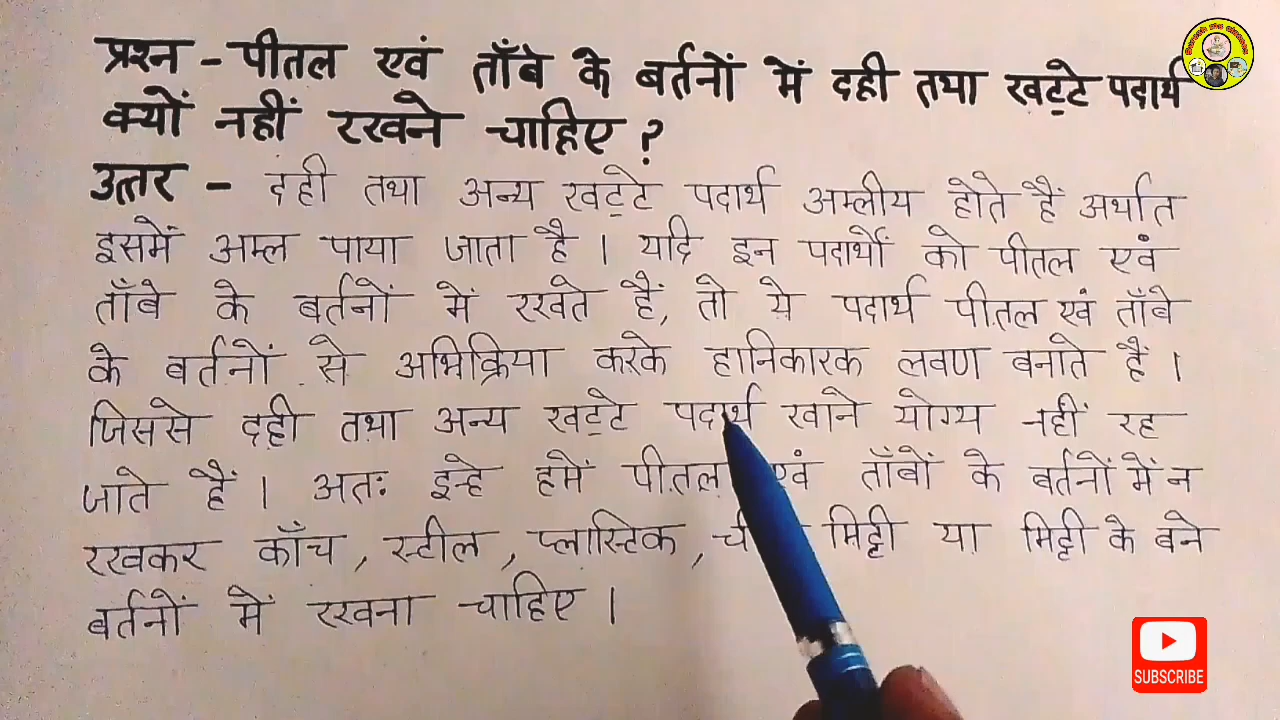 प्रश्न - पीतल एवं ताँबे के बर्तनों में दही तथा खट्टे पदार्थ
क्यों नहीं रखने चाहिए ?
उत्तर - दही तथा अन्य खट्टे पदार्थ अम्लीय होते हैं अर्थात
इसमें अम्ल पाया जाता है । यदि इन पदार्थों को पीतल एवं
ताँबे के बर्तनों में रखते हैं, तो ये पदार्थ पीतल एवं ताँबे
के बर्तनों से अभिक्रिया करके हानिकारक लवण बनाते हैं ।
जिससे दही तथा अन्य खट्टे पदार्थ खाने योग्य नहीं रह
जाते हैं । अतः इन्हे हमें पीतल एवं ताँबों के बर्तनों में न
रखकर काँच , स्टील , प्लास्टिक , मिट्टी या मिट्टी के बने
बर्तनों में रखना चाहिए ।
SUBSCRIBE